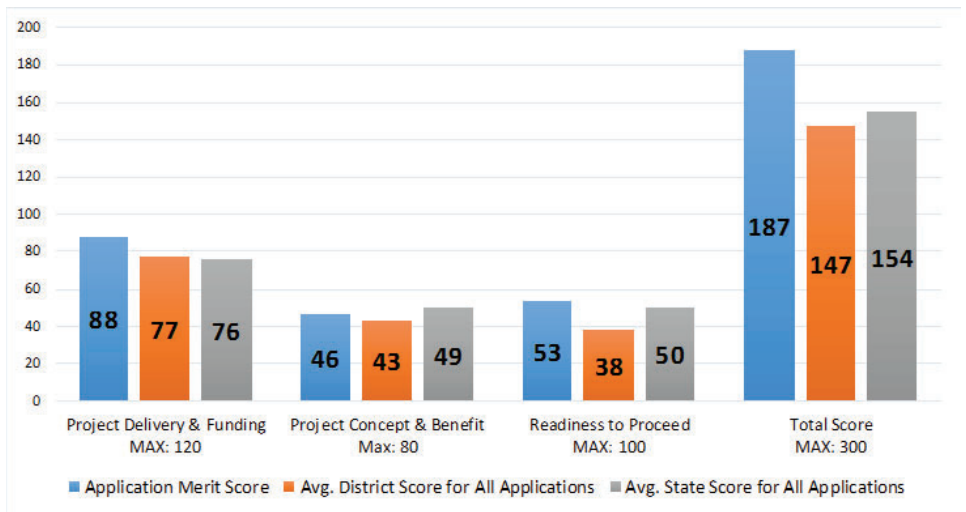 200
180
160
140
120
100
80
60
40
20
0
88 77 76 46 43 49 53 38 50 187 147 154
Project Delivery & Funding Project Concept & Benefit Readiness to Proceed Total Score
MAX: 120 Max: 80 MAX: 100 MAX: 300
Application Merit Score Avg. District Score for All Applications Avg. State Score for All Applications